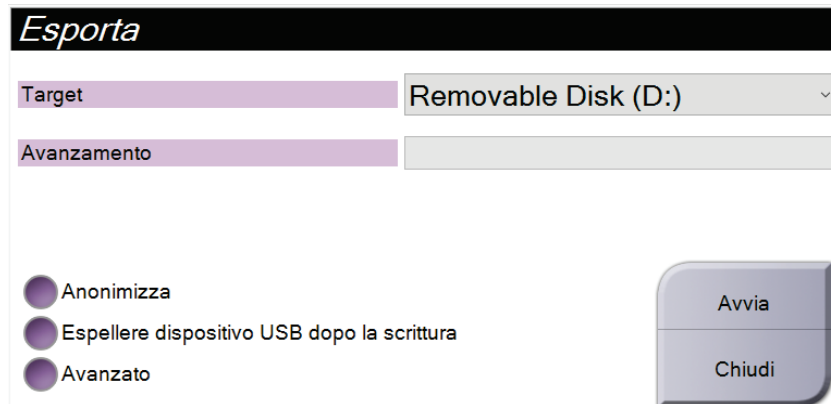 Esporta
Target
Removable Disk (D:)
Avanzamento
Anonimizza
Espellere dispositivo USB dopo la scrittura
Avanzato
Avvia
Chiudi